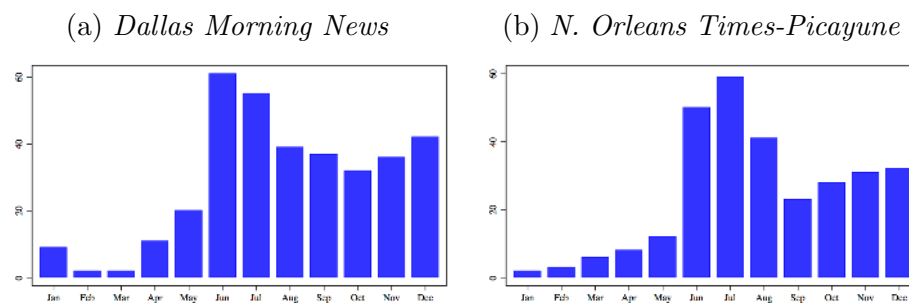 (a) Dallas Morning News
(b) N. Orleans Times-Picayune
60
40
20
0
Jan Feb Mar Apr May Jun Jul Aug Sep Oct Nov Dec
60
40
20
0
Jan Feb Mar Apr May Jun Jul Aug Sep Oct Nov Dec